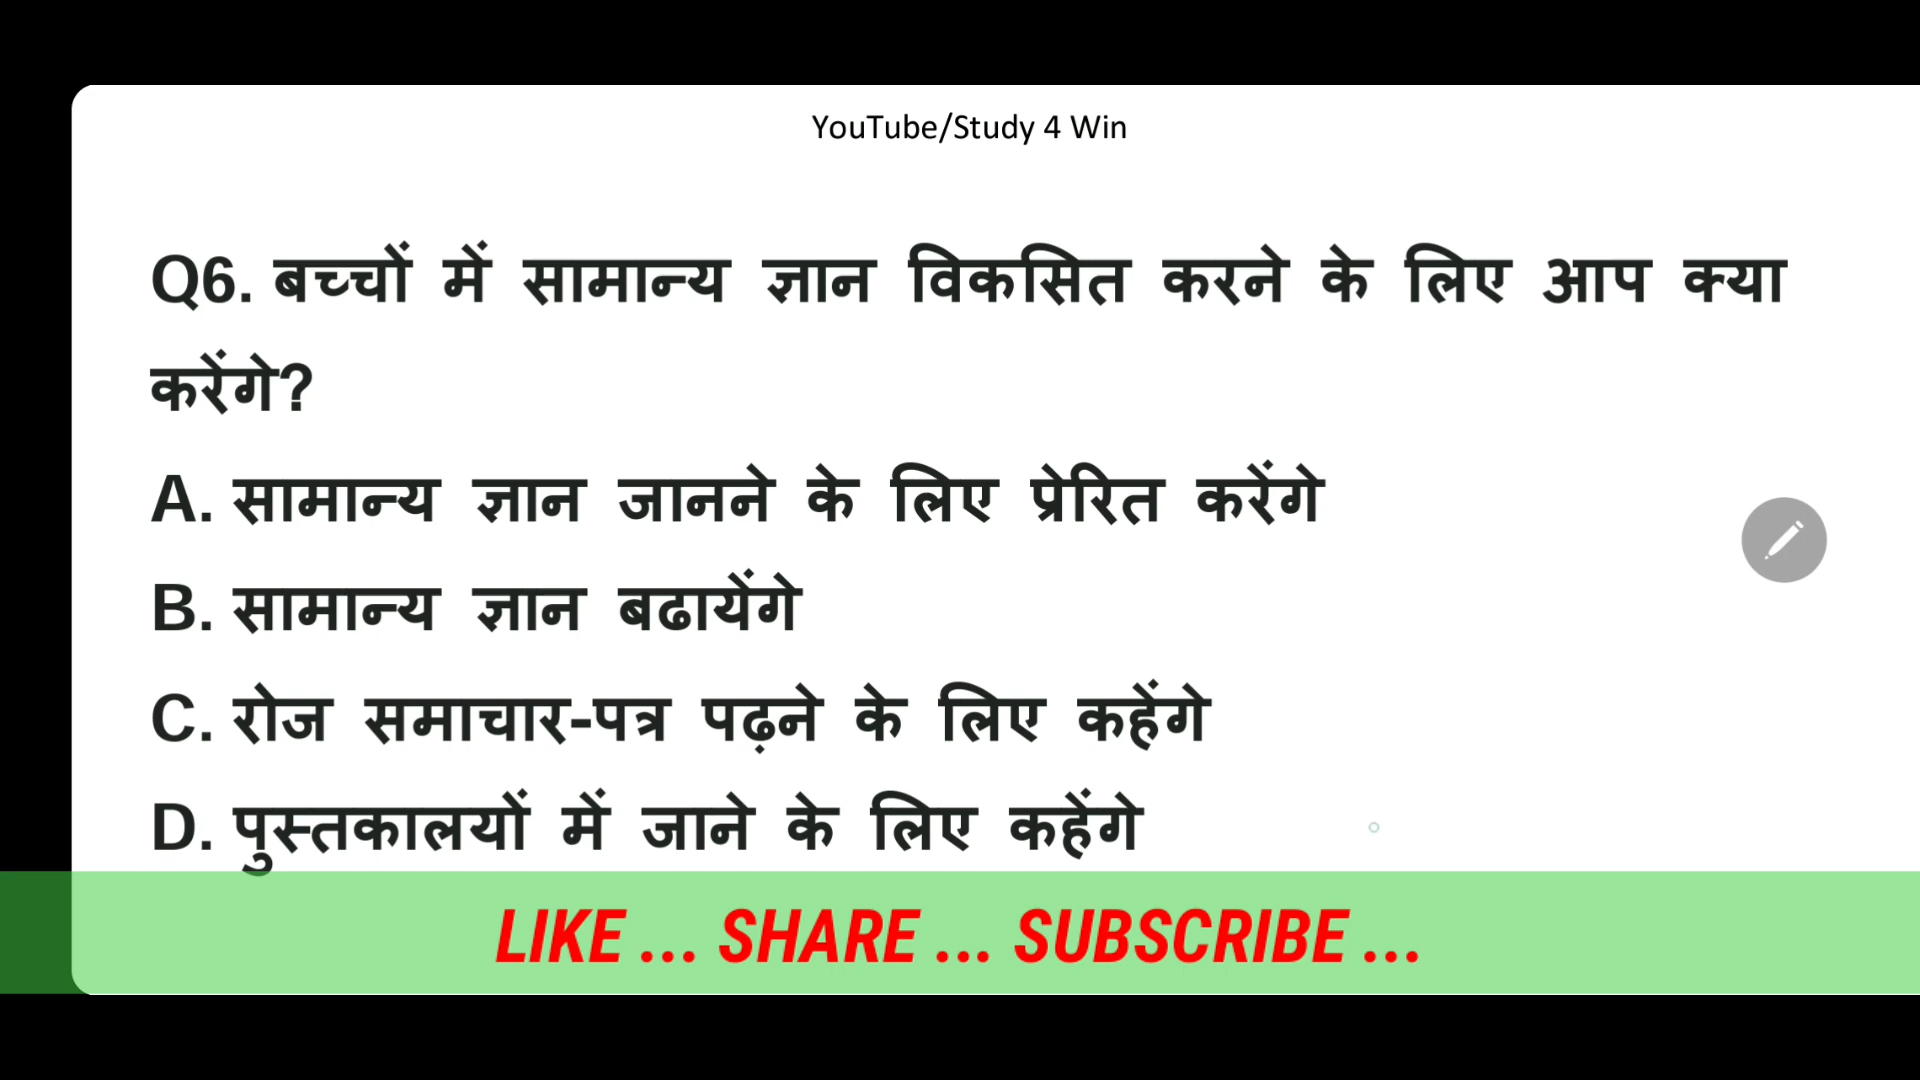 YouTube/Study 4 Win
Q6. बच्चों में सामान्य ज्ञान विकसित करने के लिए आप क्या
करेंगे?
A. सामान्य ज्ञान जानने के लिए प्रेरित करेंगे
B. सामान्य ज्ञान बढायेंगे
C. रोज समाचार-पत्र पढ़ने के लिए कहेंगे
D. पुस्तकालयों में जाने के लिए कहेंगे
LIKE ... SHARE ... SUBSCRIBE ...